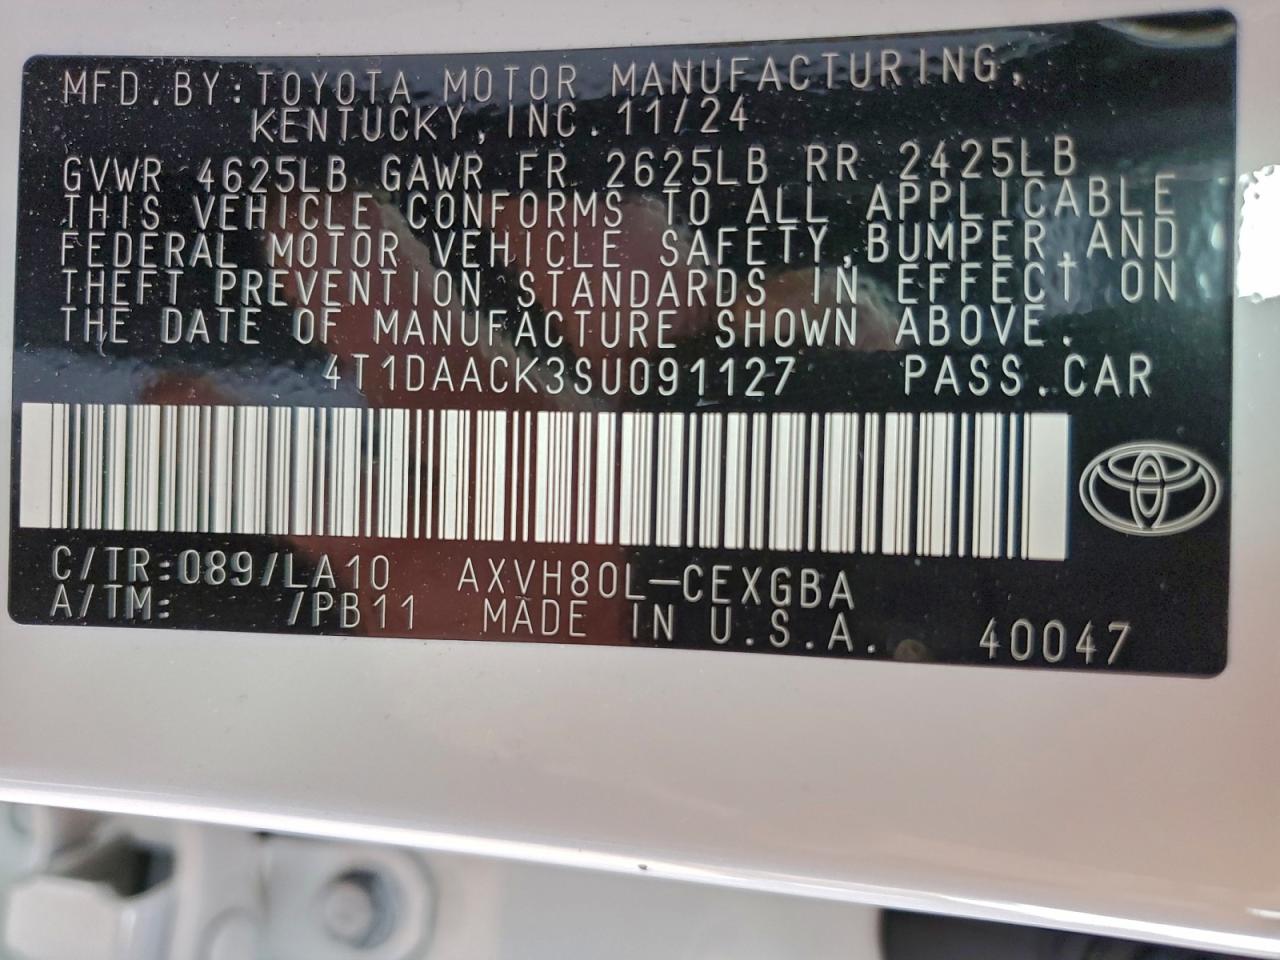 MFD.BY:TOYOTA MOTOR MANUFACTURING,
KENTUCKY,INC.11/24
GVWR 4625LB GAWR FR 2625LB RR 2425LB
THIS VEHICLE CONFORMS TO ALL APPLICABLE
FEDERAL MOTOR VEHICLE SAFETY,BUMPER,AND
THEFT PREVENTION STANDARDS IN EFFECT ON
THE DATE OF MANUFACTURE SHOWN ABOVE.
4T1DAACK3SU091127 PASS.CAR
C/TR:089/LA10 AXVH80L-CEXGBA
A/TM: /PB11 MADE IN U.S.A. 40047